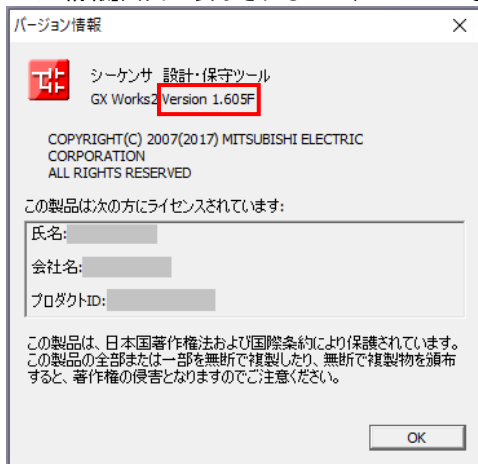 バージョン情報
シーケンサ 設計・保守ツール
GX Works2 Version 1.605F
COPYRIGHT(C) 2007(2017) MITSUBISHI ELECTRIC
CORPORATION
ALL RIGHTS RESERVED
この製品は次の方にライセンスされています:
氏名:
会社名:
プロダクトID:
この製品は、日本国著作権法および国際条約により保護されています。
この製品の全部または一部を無断で複製したり、無断で複製物を頒布
すると、著作権の侵害となりますのでご注意ください。
OK